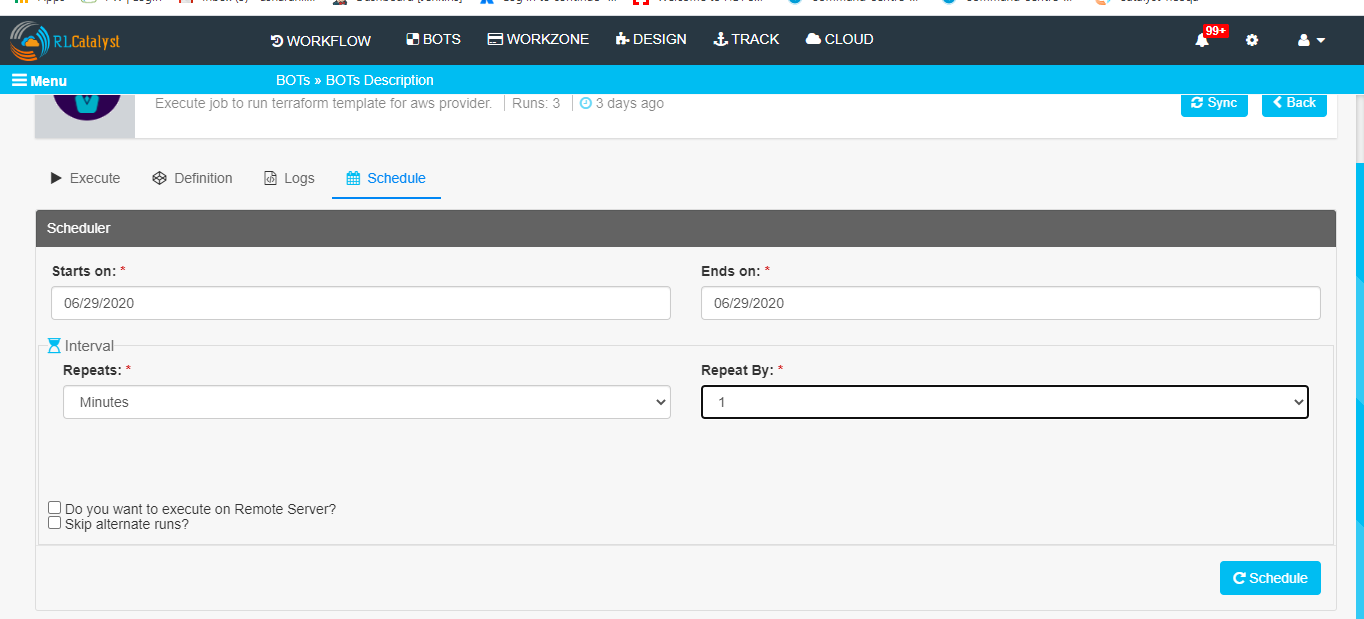 Apps
RLCatalyst
WORKFLOW BOTS WORKZONE DESIGN TRACK CLOUD 99+
Menu BOTs » BOTs Description
Execute job to run terraform template for aws provider. Runs: 3 3 days ago Sync Back
Execute Definition Logs Schedule
Scheduler
Starts on: * Ends on: *
06/29/2020 06/29/2020
Interval
Repeats: * Repeat By: *
Minutes 1
Do you want to execute on Remote Server?
Skip alternate runs?
Schedule